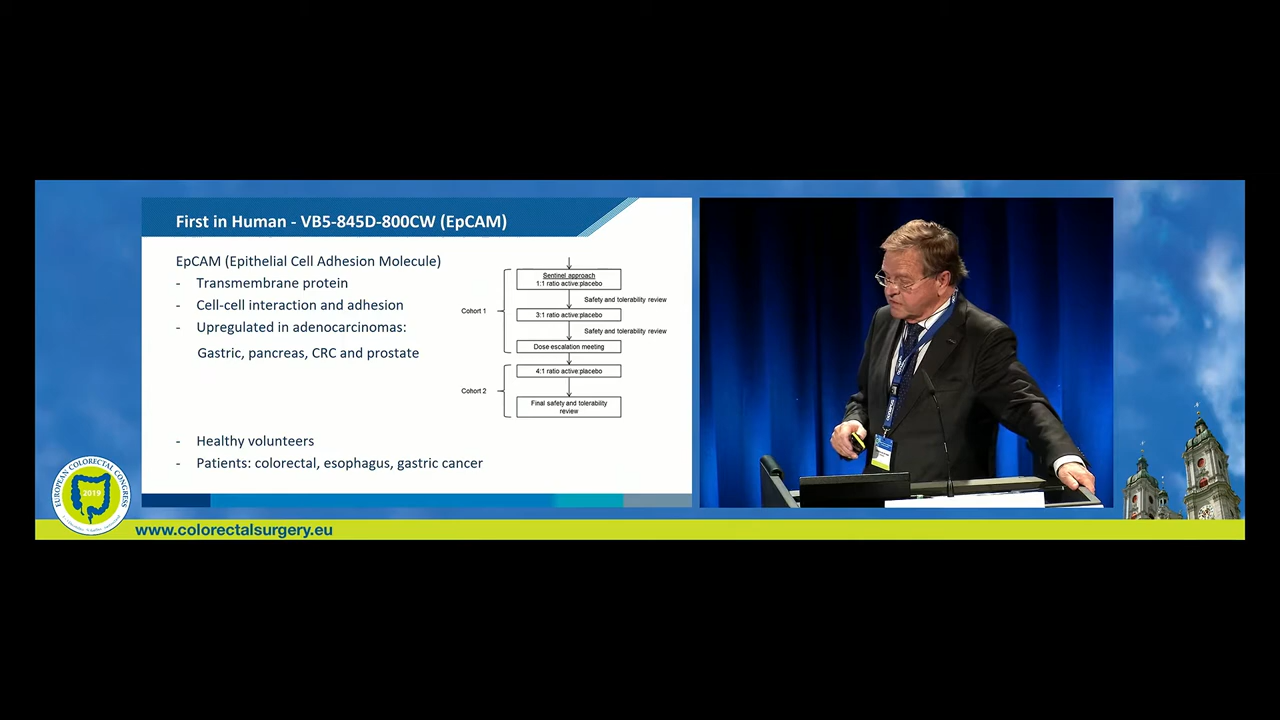 First in Human - VB5-845D-800CW (EpCAM)
EpCAM (Epithelial Cell Adhesion Molecule)
- Transmembrane protein
- Cell-cell interaction and adhesion
- Upregulated in adenocarcinomas:
Gastric, pancreas, CRC and prostate
- Healthy volunteers
- Patients: colorectal, esophagus, gastric cancer
Cohort 1
Sentinel approach
1:1 ratio active placebo
Safety and tolerability review
3:1 ratio active placebo
Safety and tolerability review
Dose escalation meeting
Cohort 2
4:1 ratio active placebo
Final safety and tolerability
review
EUROPEAN COLORECTAL CONGRESS
2019
www.colorectalsurgery.eu